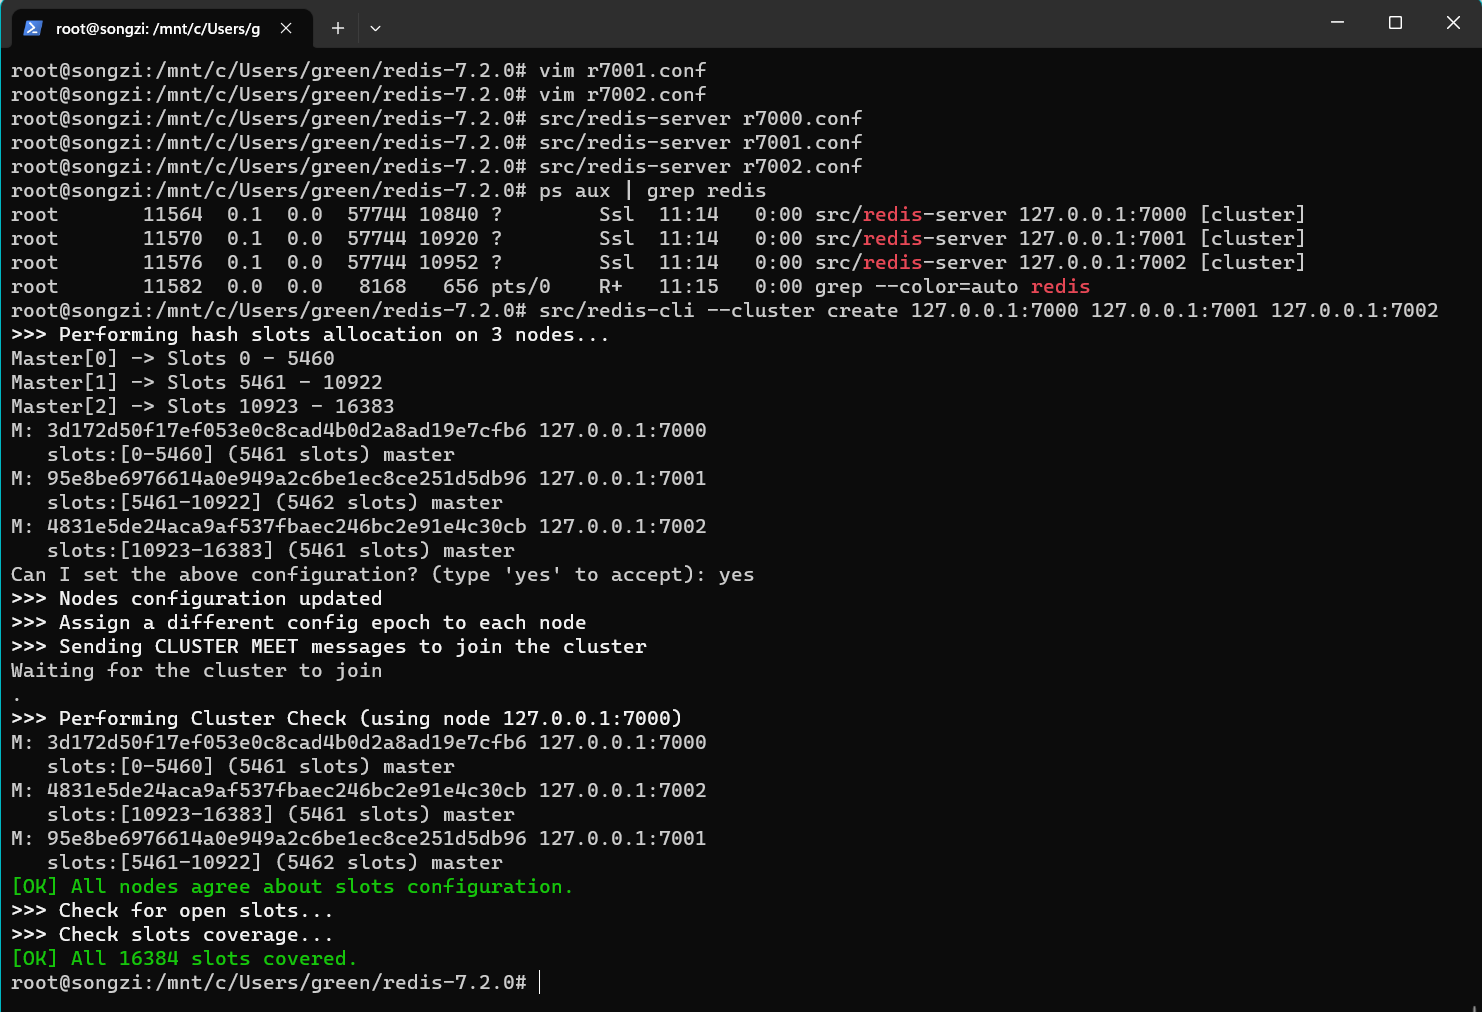 root@songzi: /mnt/c/Users/g
root@songzi:/mnt/c/Users/green/redis-7.2.0# vim r7001.conf
root@songzi:/mnt/c/Users/green/redis-7.2.0# vim r7002.conf
root@songzi:/mnt/c/Users/green/redis-7.2.0# src/redis-server r7000.conf
root@songzi:/mnt/c/Users/green/redis-7.2.0# src/redis-server r7001.conf
root@songzi:/mnt/c/Users/green/redis-7.2.0# src/redis-server r7002.conf
root@songzi:/mnt/c/Users/green/redis-7.2.0# ps aux | grep redis
root       11564  0.1  0.0  57744 10840 ?        Ssl  11:14   0:00 src/redis-server 127.0.0.1:7000 [cluster]
root       11570  0.1  0.0  57744 10920 ?        Ssl  11:14   0:00 src/redis-server 127.0.0.1:7001 [cluster]
root       11576  0.1  0.0  57744 10952 ?        Ssl  11:14   0:00 src/redis-server 127.0.0.1:7002 [cluster]
root       11582  0.0  0.0   8168   656 pts/0    R+   11:15   0:00 grep --color=auto redis
root@songzi:/mnt/c/Users/green/redis-7.2.0# src/redis-cli --cluster create 127.0.0.1:7000 127.0.0.1:7001 127.0.0.1:7002
>>> Performing hash slots allocation on 3 nodes...
Master[0] -> Slots 0 - 5460
Master[1] -> Slots 5461 - 10922
Master[2] -> Slots 10923 - 16383
M: 3d172d50f17ef053e0c8cad4b0d2a8ad19e7cfb6 127.0.0.1:7000
   slots:[0-5460] (5461 slots) master
M: 95e8be6976614a0e949a2c6be1ec8ce251d5db96 127.0.0.1:7001
   slots:[5461-10922] (5462 slots) master
M: 4831e5de24aca9af537fbaec246bc2e91e4c30cb 127.0.0.1:7002
   slots:[10923-16383] (5461 slots) master
Can I set the above configuration? (type 'yes' to accept): yes
>>> Nodes configuration updated
>>> Assign a different config epoch to each node
>>> Sending CLUSTER MEET messages to join the cluster
Waiting for the cluster to join
.
>>> Performing Cluster Check (using node 127.0.0.1:7000)
M: 3d172d50f17ef053e0c8cad4b0d2a8ad19e7cfb6 127.0.0.1:7000
   slots:[0-5460] (5461 slots) master
M: 4831e5de24aca9af537fbaec246bc2e91e4c30cb 127.0.0.1:7002
   slots:[10923-16383] (5461 slots) master
M: 95e8be6976614a0e949a2c6be1ec8ce251d5db96 127.0.0.1:7001
   slots:[5461-10922] (5462 slots) master
[OK] All nodes agree about slots configuration.
>>> Check for open slots...
>>> Check slots coverage...
[OK] All 16384 slots covered.
root@songzi:/mnt/c/Users/green/redis-7.2.0#